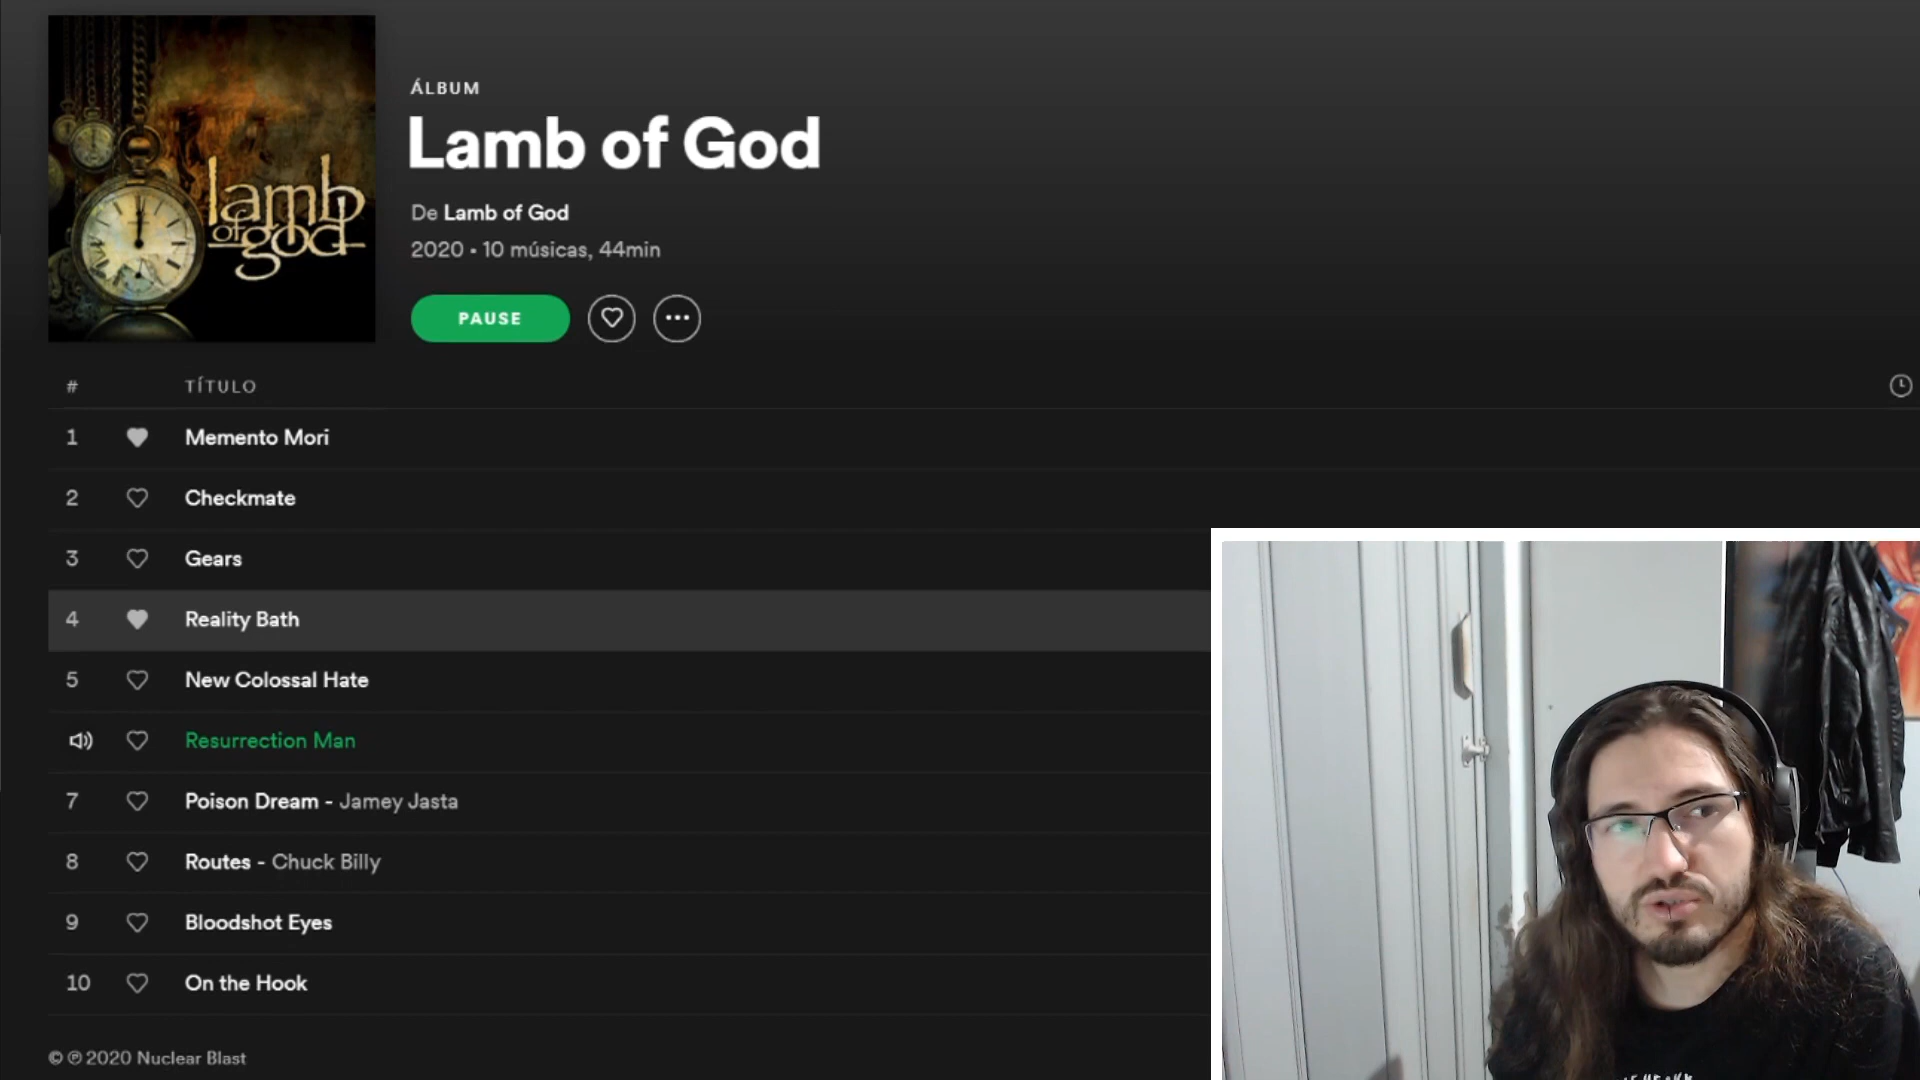 lamb
of god
ÁLBUM
Lamb of God
De Lamb of God
2020 • 10 músicas, 44min
PAUSE
# TÍTULO
1 Memento Mori
2 Checkmate
3 Gears
4 Reality Bath
5 New Colossal Hate
Resurrection Man
7 Poison Dream - Jamey Jasta
8 Routes - Chuck Billy
9 Bloodshot Eyes
10 On the Hook
© ℗ 2020 Nuclear Blast